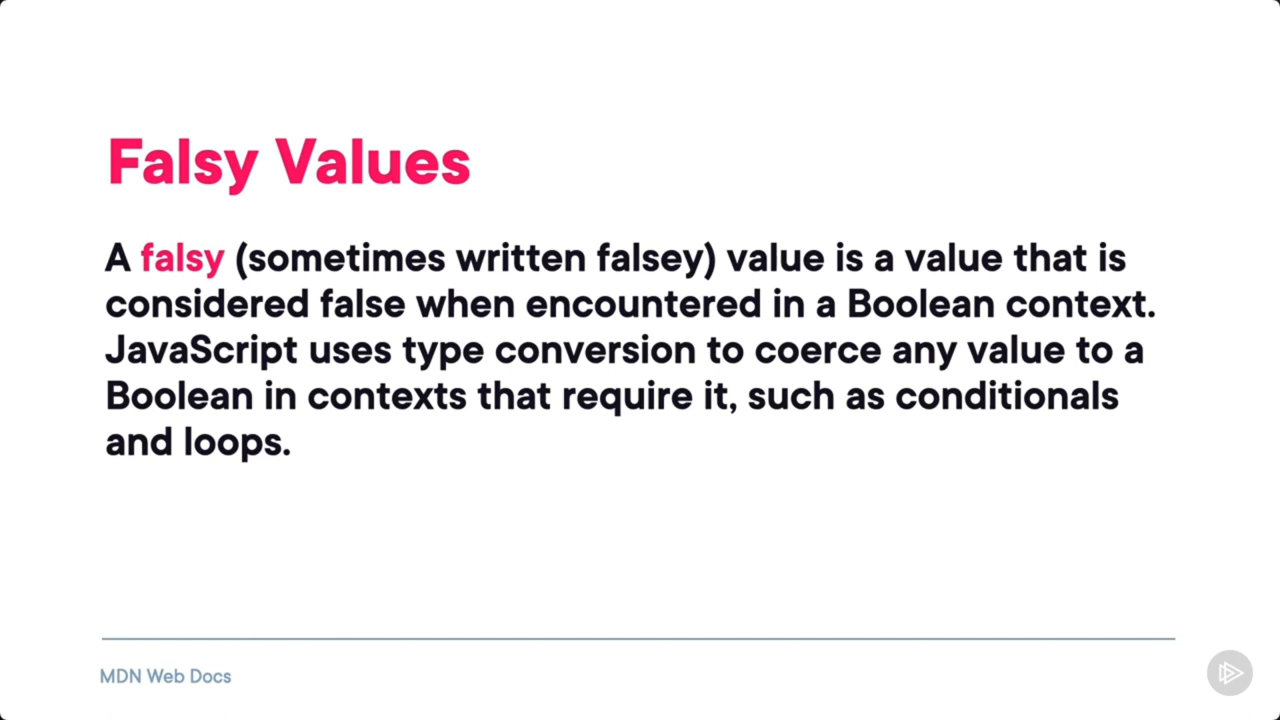 Falsy Values
A falsy (sometimes written falsey) value is a value that is
considered false when encountered in a Boolean context.
JavaScript uses type conversion to coerce any value to a
Boolean in contexts that require it, such as conditionals
and loops.
MDN Web Docs